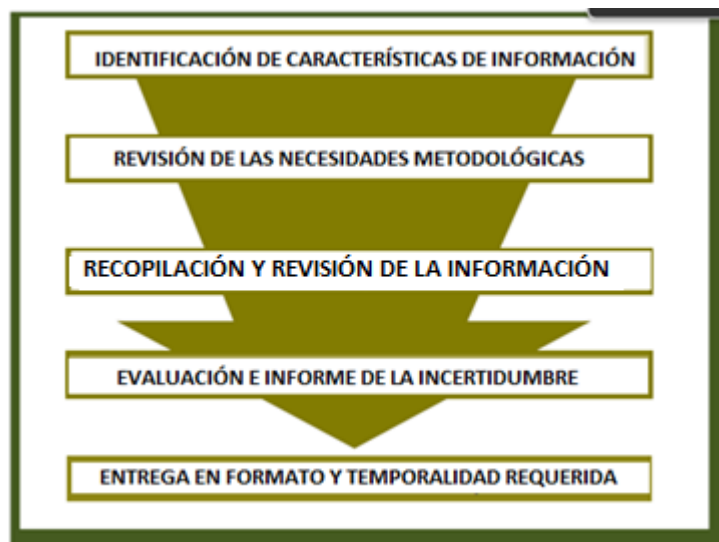 IDENTIFICACIÓN DE CARACTERÍSTICAS DE INFORMACIÓN
REVISIÓN DE LAS NECESIDADES METODOLÓGICAS
RECOPILACIÓN Y REVISIÓN DE LA INFORMACIÓN
EVALUACIÓN E INFORME DE LA INCERTIDUMBRE
ENTREGA EN FORMATO Y TEMPORALIDAD REQUERIDA